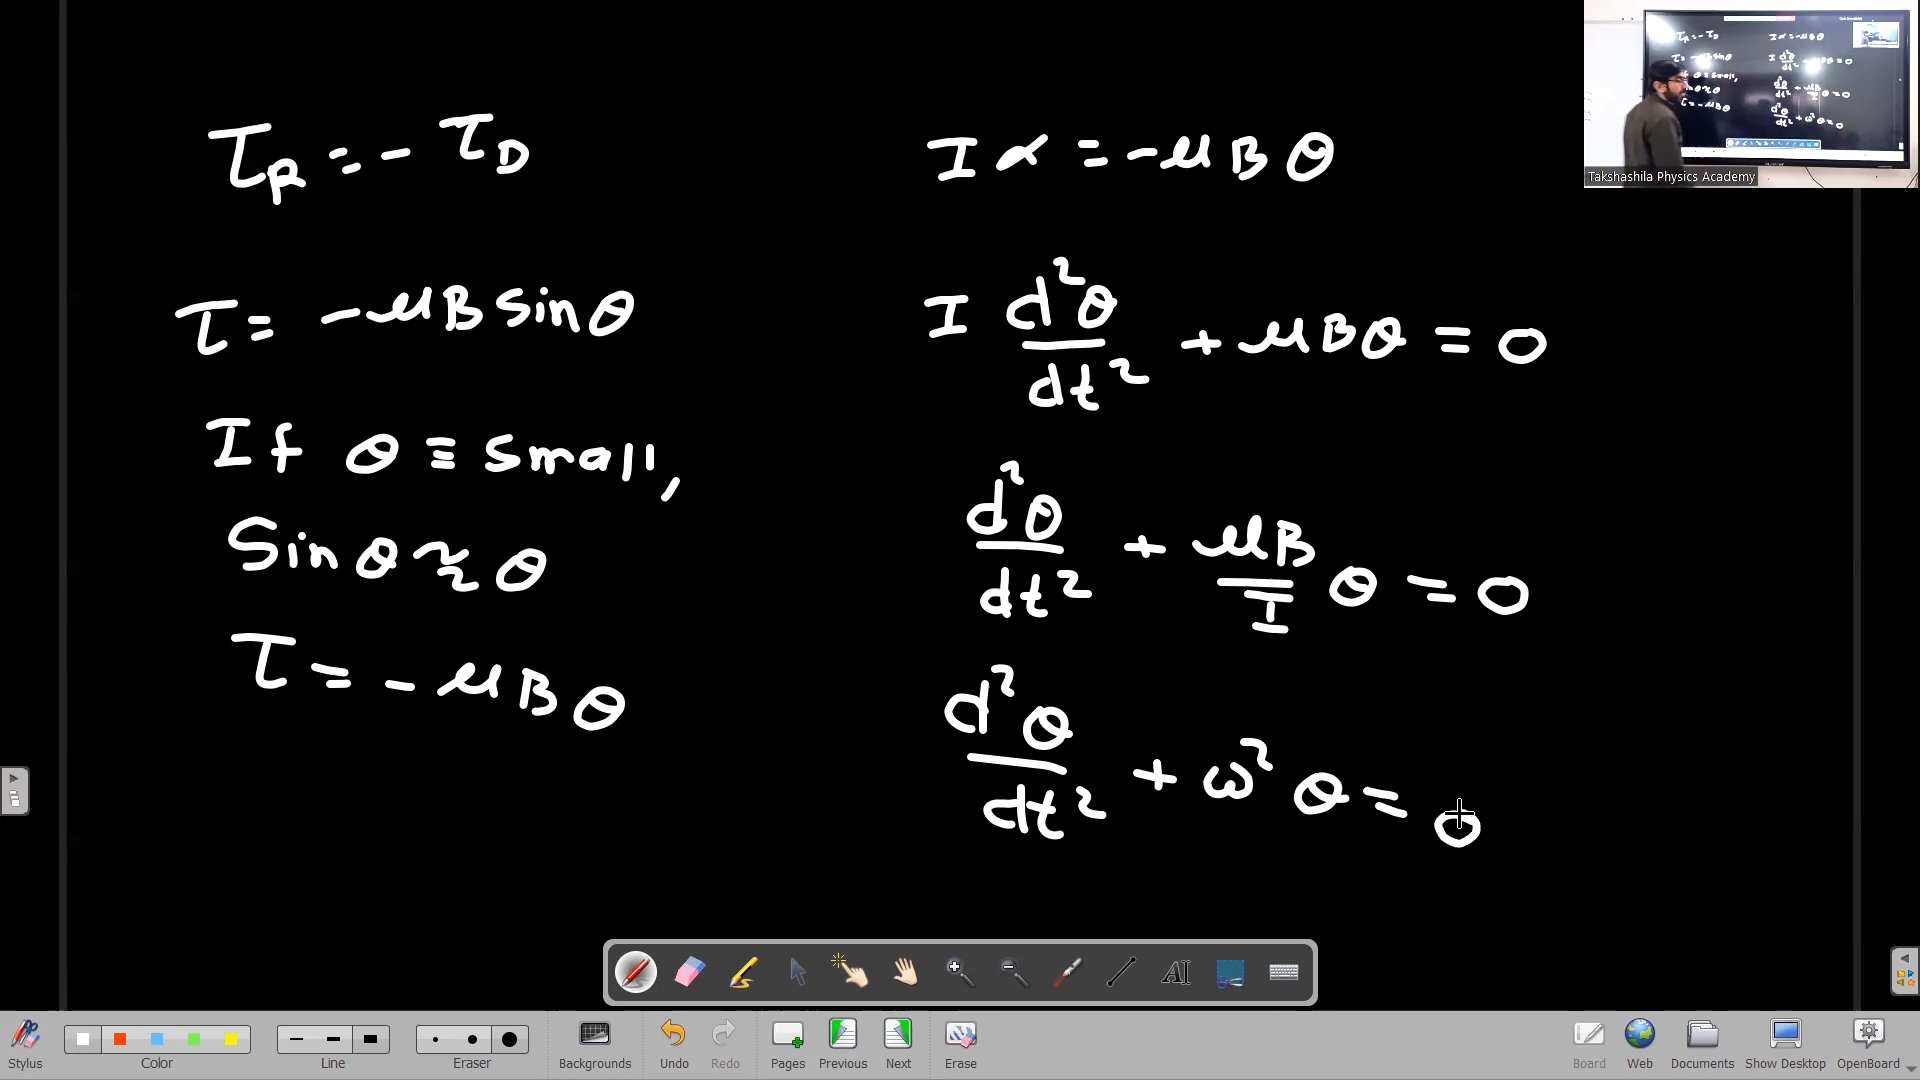 τR = - τD
τ = -μB Sinθ
If θ ≡ Small,
Sinθ ≈ θ
τ = -μBθ
Iα = -μBθ
I d²θ/dt² + μBθ = 0
d²θ/dt² + μB/I θ = 0
d²θ/dt² + ω²θ = 0
Takshashila Physics Academy
Stylus
Color
Line
Eraser
Backgrounds
Undo
Redo
Pages
Previous
Next
Erase
Board
Web
Documents
Show Desktop
OpenBoard